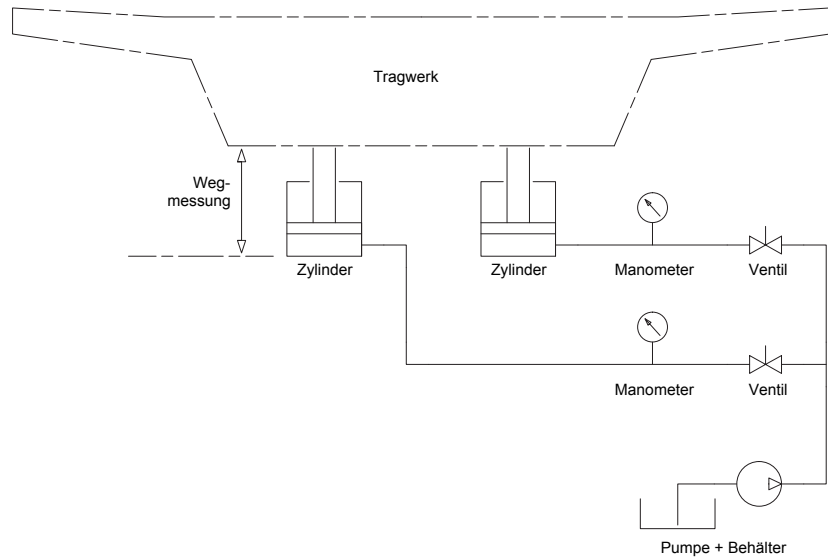 Tragwerk
Weg-
messung
Zylinder
Zylinder
Manometer
Ventil
Manometer
Ventil
Pumpe + Behälter